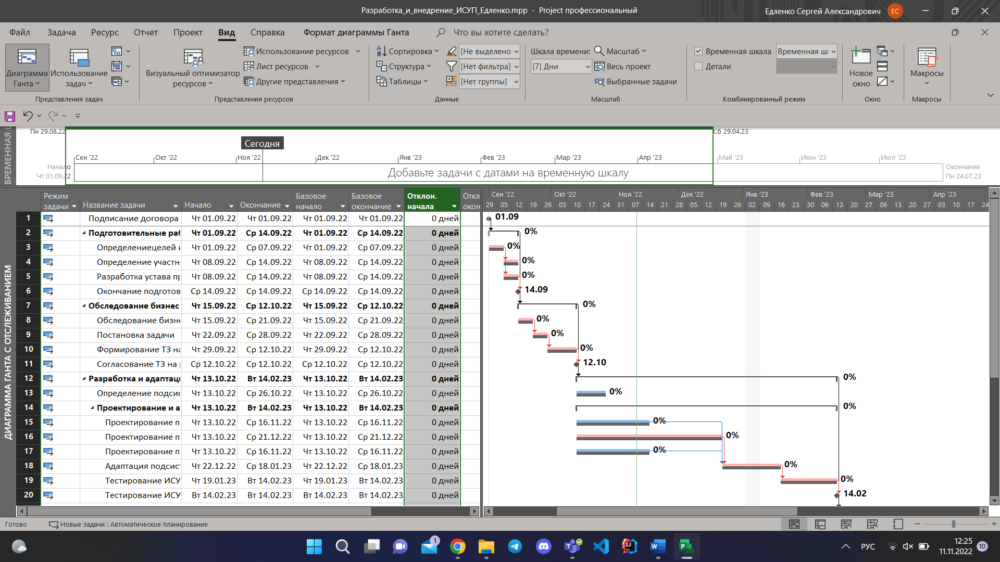 Разработка_и_внедрение_ИСУП_Едленко.mpp - Project профессиональный
Едленко Сергей Александрович ЕС
Файл Задача Ресурс Отчет Проект Вид Справка Формат диаграммы Ганта Что вы хотите сделать?
Диаграмма Ганта
Использование задач
Представления задач
Визуальный оптимизатор ресурсов
Использование ресурсов
Лист ресурсов
Другие представления
Представления ресурсов
Сортировка
Структура
Таблицы
[Не выделено
[Нет фильтра]
[Нет группы]
Данные
Шкала времени:
[7] Дни
Масштаб
Весь проект
Выбранные задачи
Масштаб
Временная шкала
Временная
Детали
Комбинированный режим
Новое окно
Окно
Макросы
Макросы
ВРЕМЕННАЯ
Пн 29.08.22
Сб 29.04.23
Сегодня
Сен '22 Окт '22 Ноя '22 Дек '22 Янв '23 Фев '23 Мар '23 Апр '23 Май '23 Июн '23 Июл '23
Начало
Чт 01.09.22
Добавьте задачи с датами на временную шкалу
Окончание
Пн 24.07.23
ДИАГРАММА ГАНТА С ОТСЛЕЖИВАНИЕМ
Режим задачи Название задачи Начало Окончание Базовое начало Базовое окончание Отклон. начала Откл окон
Сен '22 Окт '22 Ноя '22 Дек '22 Янв '23 Фев '23 Мар '23 Апр '23
29 05 12 19 26 03 10 17 24 31 07 14 21 28 05 12 19 26 02 09 16 23 30 06 13 20 27 06 13 20 27 03 10 17 24
1 Подписание договора Чт 01.09.22 Чт 01.09.22 Чт 01.09.22 Чт 01.09.22 0 дней 01.09
2 Подготовительные раб Чт 01.09.22 Ср 14.09.22 Чт 01.09.22 Ср 14.09.22 0 дней 0%
3 Определениецелей и Чт 01.09.22 Ср 07.09.22 Чт 01.09.22 Ср 07.09.22 0 дней 0%
4 Определение участн Чт 08.09.22 Ср 14.09.22 Чт 08.09.22 Ср 14.09.22 0 дней 0%
5 Разработка устава пр Чт 08.09.22 Ср 14.09.22 Чт 08.09.22 Ср 14.09.22 0 дней 0%
6 Окончание подготов Ср 14.09.22 Ср 14.09.22 Ср 14.09.22 Ср 14.09.22 0 дней 14.09
7 Обследование бизнес Чт 15.09.22 Ср 12.10.22 Чт 15.09.22 Ср 12.10.22 0 дней 0%
8 Обследование бизне Чт 15.09.22 Ср 21.09.22 Чт 15.09.22 Ср 21.09.22 0 дней 0%
9 Постановка задачи Чт 22.09.22 Ср 28.09.22 Чт 22.09.22 Ср 28.09.22 0 дней 0%
10 Формирование ТЗ на Чт 29.09.22 Ср 12.10.22 Чт 29.09.22 Ср 12.10.22 0 дней 0%
11 Согласование ТЗ на Ср 12.10.22 Ср 12.10.22 Ср 12.10.22 Ср 12.10.22 0 дней 12.10
12 Разработка и адаптаци Чт 13.10.22 Вт 14.02.23 Чт 13.10.22 Вт 14.02.23 0 дней 0%
13 Определение подсис Чт 13.10.22 Ср 26.10.22 Чт 13.10.22 Ср 26.10.22 0 дней 0%
14 Проектирование и а Чт 13.10.22 Вт 14.02.23 Чт 13.10.22 Вт 14.02.23 0 дней 0%
15 Проектирование п Чт 13.10.22 Ср 16.11.22 Чт 13.10.22 Ср 16.11.22 0 дней 0%
16 Проектирование п Чт 13.10.22 Ср 21.12.22 Чт 13.10.22 Ср 21.12.22 0 дней 0%
17 Проектирование п Чт 13.10.22 Ср 16.11.22 Чт 13.10.22 Ср 16.11.22 0 дней 0%
18 Адаптация подсист Чт 22.12.22 Ср 18.01.23 Чт 22.12.22 Ср 18.01.23 0 дней 0%
19 Тестирование ИСУ Чт 19.01.23 Вт 14.02.23 Чт 19.01.23 Вт 14.02.23 0 дней 0%
20 Тестирование ИСУ Вт 14.02.23 Вт 14.02.23 Вт 14.02.23 Вт 14.02.23 0 дней 14.02
Готово Новые задачи : Автоматическое планирование
1
РУС
12:25
11.11.2022
10